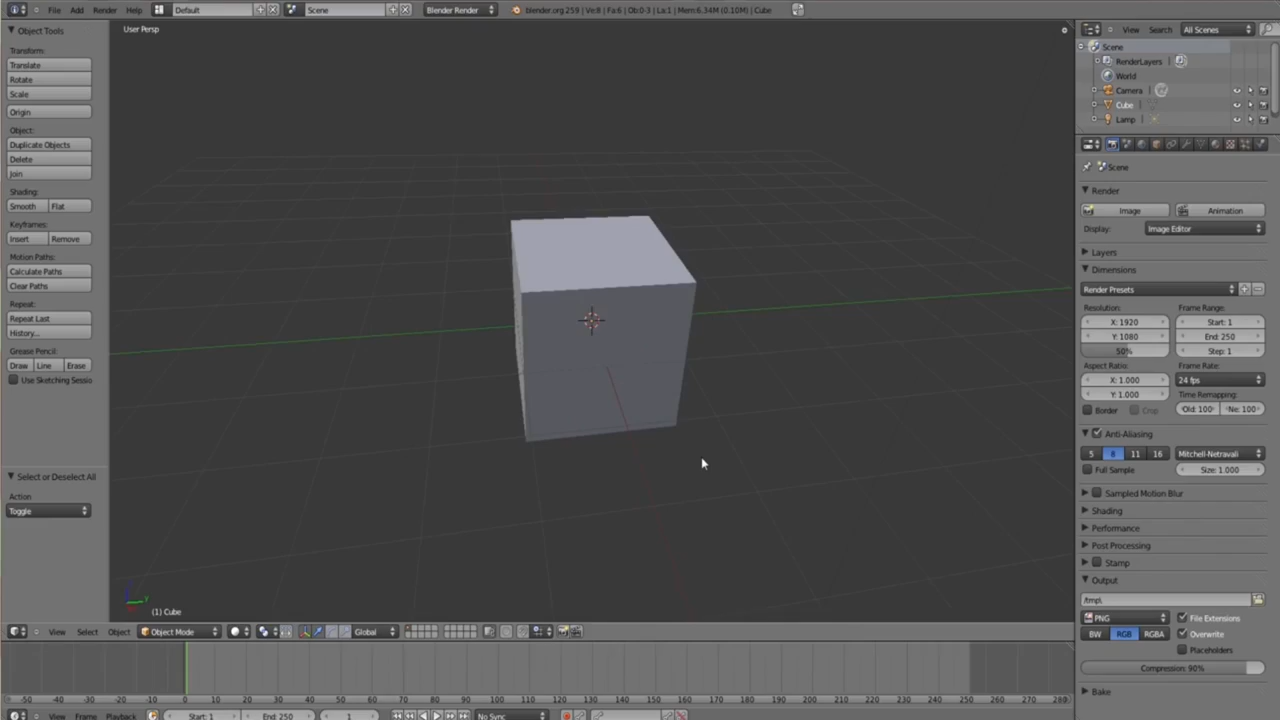 File Add Render Help Default Scene Blender Render blender.org 259 | Ve:8 | Fa:6 | Ob:0-3 | La:1 | Mem:6.34M (0.10M) | Cube
Object Tools
Transform:
Translate
Rotate
Scale
Origin
Object:
Duplicate Objects
Delete
Join
Shading:
Smooth Flat
Keyframes:
Insert Remove
Motion Paths:
Calculate Paths
Clear Paths
Repeat:
Repeat Last
History...
Grease Pencil:
Draw Line Erase
Use Sketching Sessio
Select or Deselect All
Action
Toggle
User Persp
(1) Cube
View Select Object Object Mode Global
-50 -40 -30 -20 -10 0 10 20 30 40 50 60 70 80 90 100 110 120 130 140 150 160 170 180 190 200 210 220 230 240 250 260 270 280
View Frame Playback Start: 1 End: 250 1 No Sync
View Search All Scenes
Scene
RenderLayers
World
Camera
Cube
Lamp
Scene
Render
Image Animation
Display: Image Editor
Layers
Dimensions
Render Presets
Resolution: Frame Range:
X: 1920 Start: 1
Y: 1080 End: 250
50% Step: 1
Aspect Ratio: Frame Rate:
X: 1.000 24 fps
Y: 1.000 Time Remapping:
Border Crop Old: 100 Ne: 100
Anti-Aliasing
5 8 11 16 Mitchell-Netravali
Full Sample Size: 1.000
Sampled Motion Blur
Shading
Performance
Post Processing
Stamp
Output
/tmp\
PNG File Extensions
BW RGB RGBA Overwrite
Placeholders
Compression: 90%
Bake